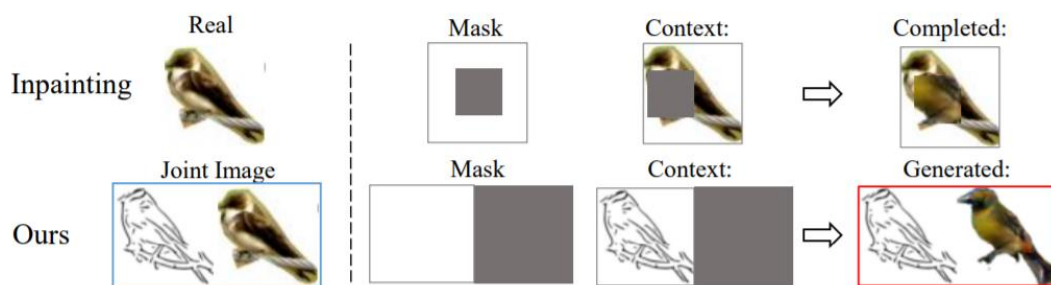 Real
Mask
Context:
Completed:
Inpainting
Joint Image
Mask
Context:
Generated:
Ours